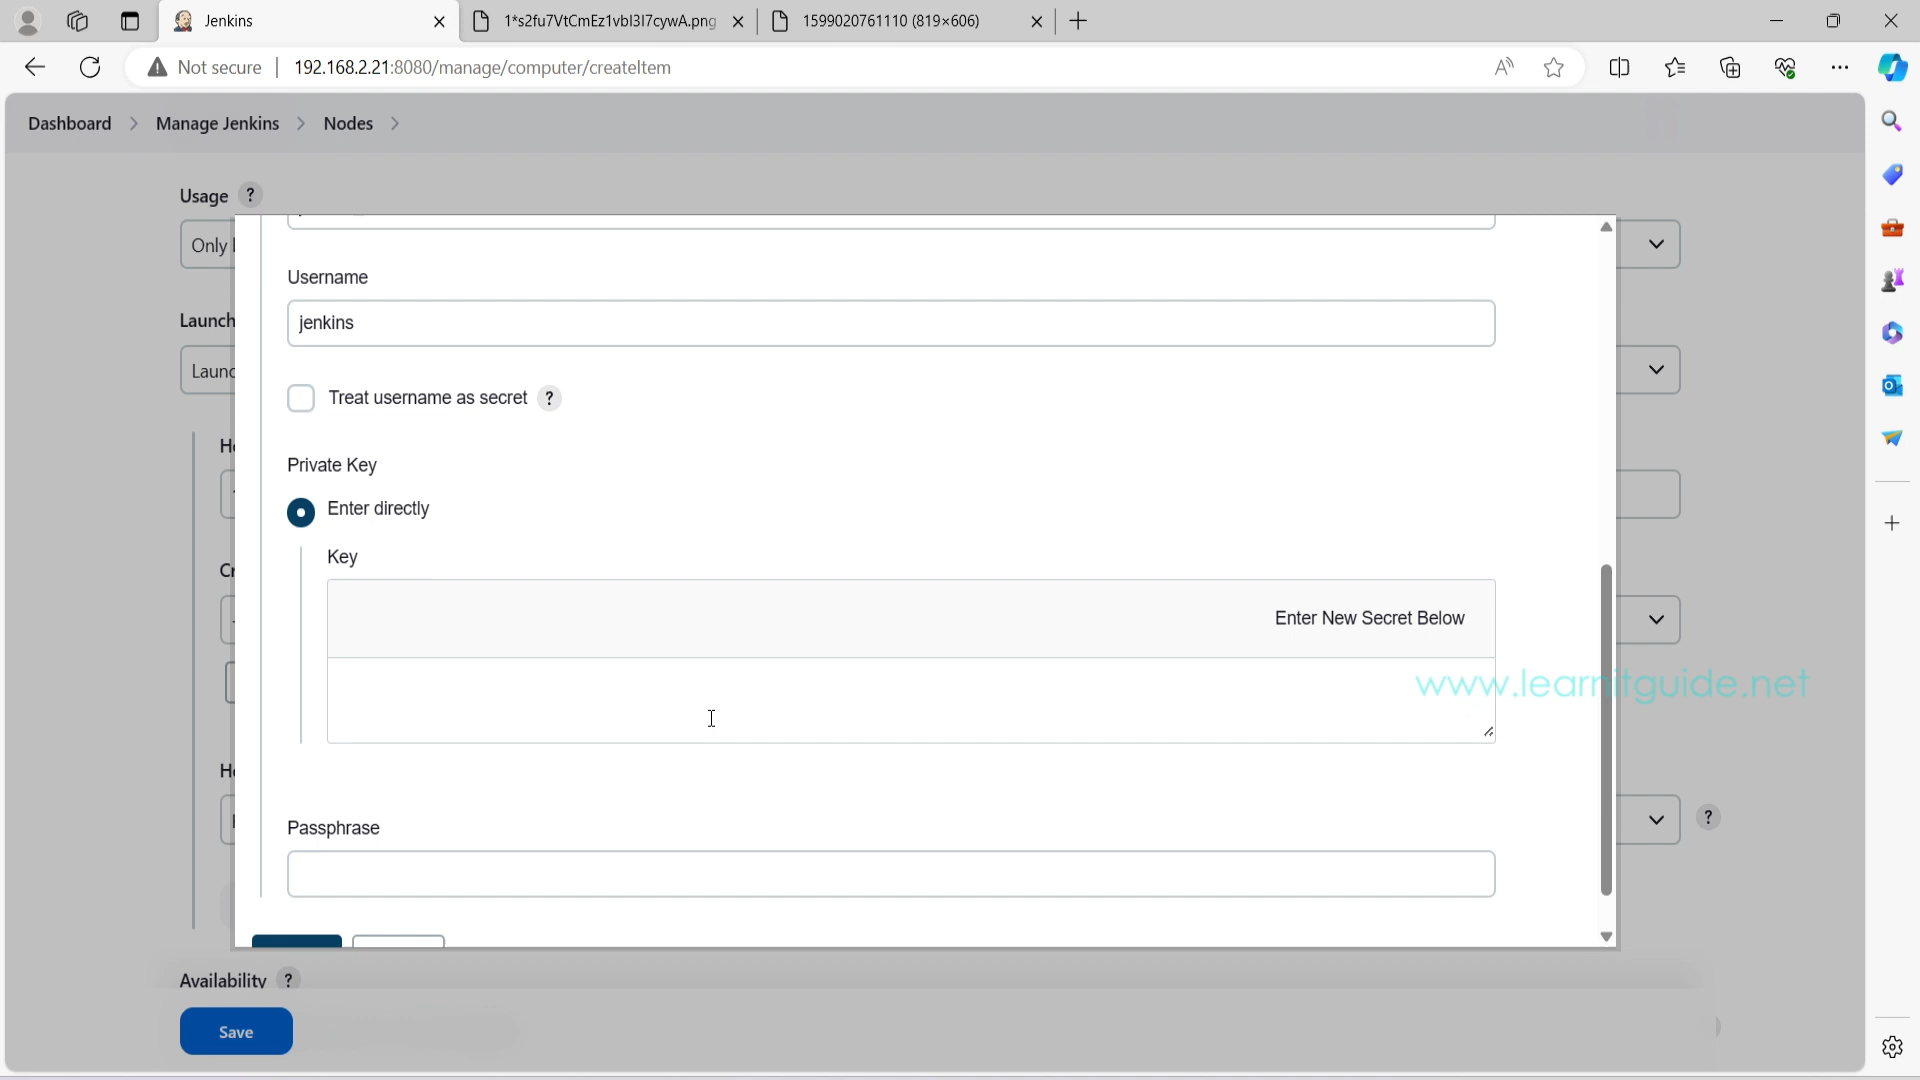 Jenkins
1*s2fu7VtCmEz1vbl3I7cywA.png
1599020761110 (819×606)
Not secure
192.168.2.21:8080/manage/computer/createItem
Dashboard
Manage Jenkins
Nodes
Usage ?
Only
Launch
Launc
Username
jenkins
Treat username as secret ?
Private Key
Enter directly
Key
Enter New Secret Below
www.learnitguide.net
Passphrase
?
Availability ?
Save